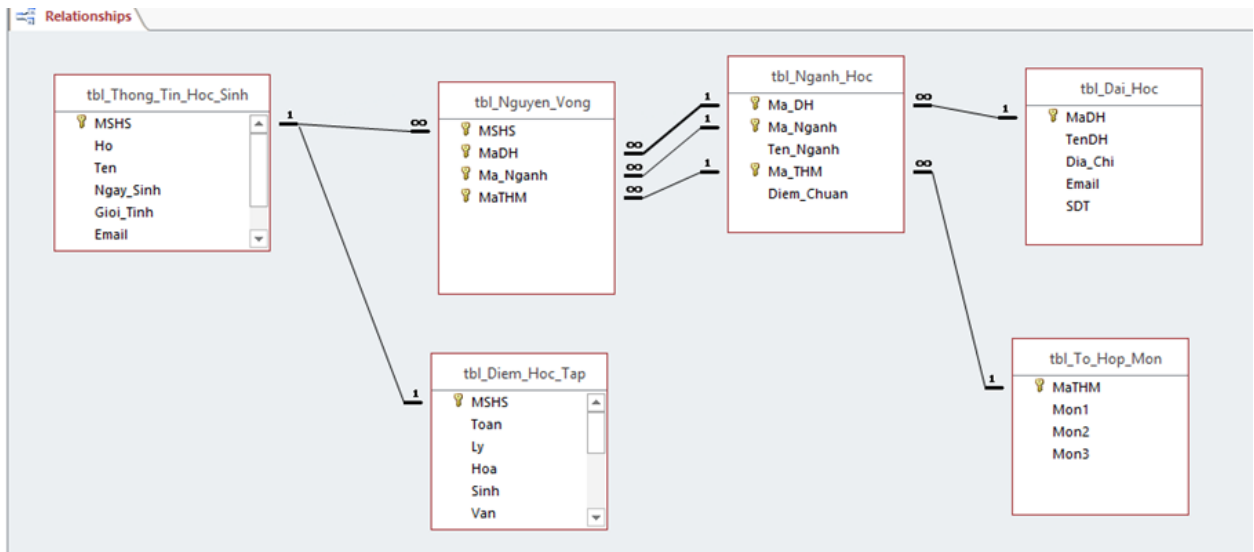 Relationships
tbl_Thong_Tin_Hoc_Sinh
MSHS
Ho
Ten
Ngay_Sinh
Gioi_Tinh
Email
1
∞
tbl_Nguyen_Vong
MSHS
MaDH
Ma_Nganh
MaTHM
∞
∞
∞
1
1
1
tbl_Nganh_Hoc
Ma_DH
Ma_Nganh
Ten_Nganh
Ma_THM
Diem_Chuan
∞
∞
1
tbl_Dai_Hoc
MaDH
TenDH
Dia_Chi
Email
SDT
1
tbl_Diem_Hoc_Tap
MSHS
Toan
Ly
Hoa
Sinh
Van
1
tbl_To_Hop_Mon
MaTHM
Mon1
Mon2
Mon3